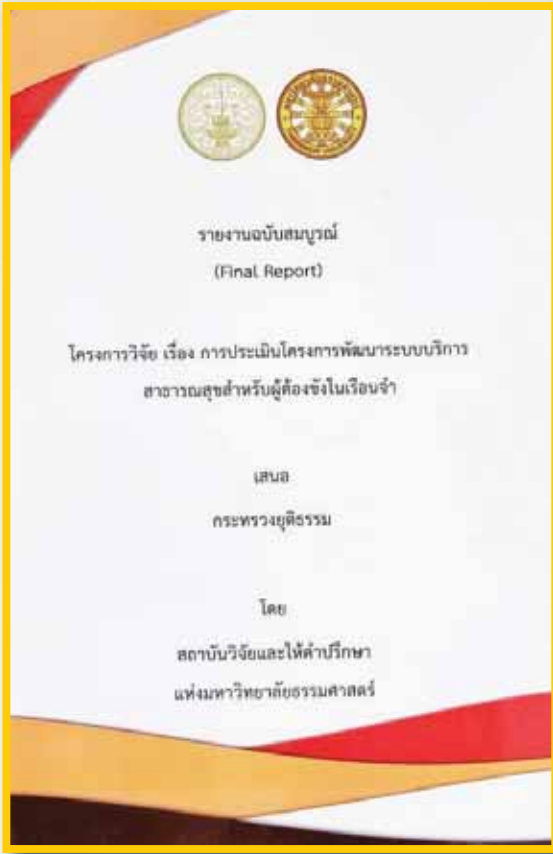 รายงานฉบับสมบูรณ์
(Final Report)
โครงการวิจัย เรื่อง การประเมินโครงการพัฒนาระบบบริการ
สาธารณสุขสำหรับผู้ต้องขังในเรือนจำ
เสนอ
กระทรวงยุติธรรม
โดย
สถาบันวิจัยและให้คำปรึกษา
แห่งมหาวิทยาลัยธรรมศาสตร์